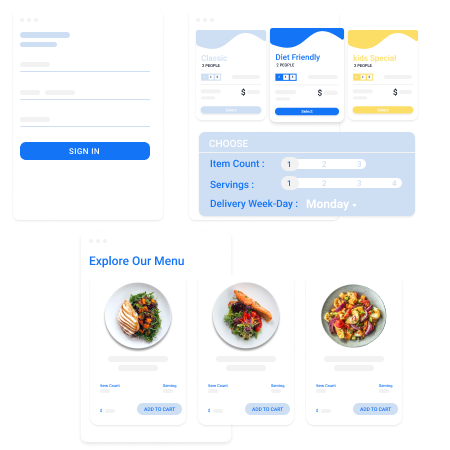 SIGN IN
Classic
2 PEOPLE
$
Select
Diet Friendly
2 PEOPLE
$
Select
kids Special
2 PEOPLE
$
Select
CHOOSE
Item Count : 1 2 3
Servings : 1 2 3 4
Delivery Week-Day : Monday
Explore Our Menu
Item Count Serving
ADD TO CART
Item Count Serving
ADD TO CART
Item Count Serving
ADD TO CART